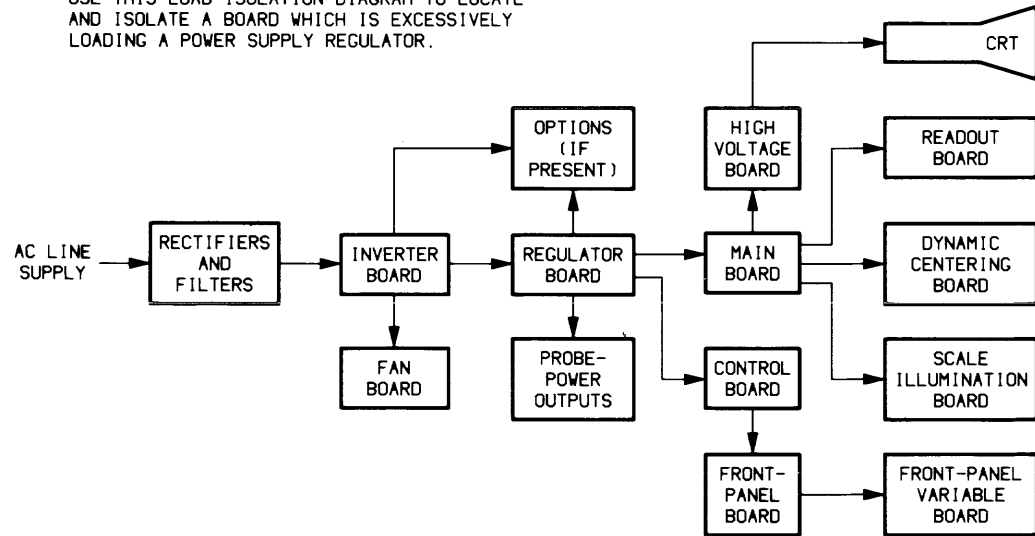 AND ISOLATE A BOARD WHICH IS EXCESSIVELY
LOADING A POWER SUPPLY REGULATOR.
CRT
OPTIONS
(IF
PRESENT)
HIGH
VOLTAGE
BOARD
READOUT
BOARD
AC LINE
SUPPLY
RECTIFIERS
AND
FILTERS
INVERTER
BOARD
REGULATOR
BOARD
MAIN
BOARD
DYNAMIC
CENTERING
BOARD
FAN
BOARD
PROBE-
POWER
OUTPUTS
CONTROL
BOARD
SCALE
ILLUMINATION
BOARD
FRONT-
PANEL
BOARD
FRONT-PANEL
VARIABLE
BOARD